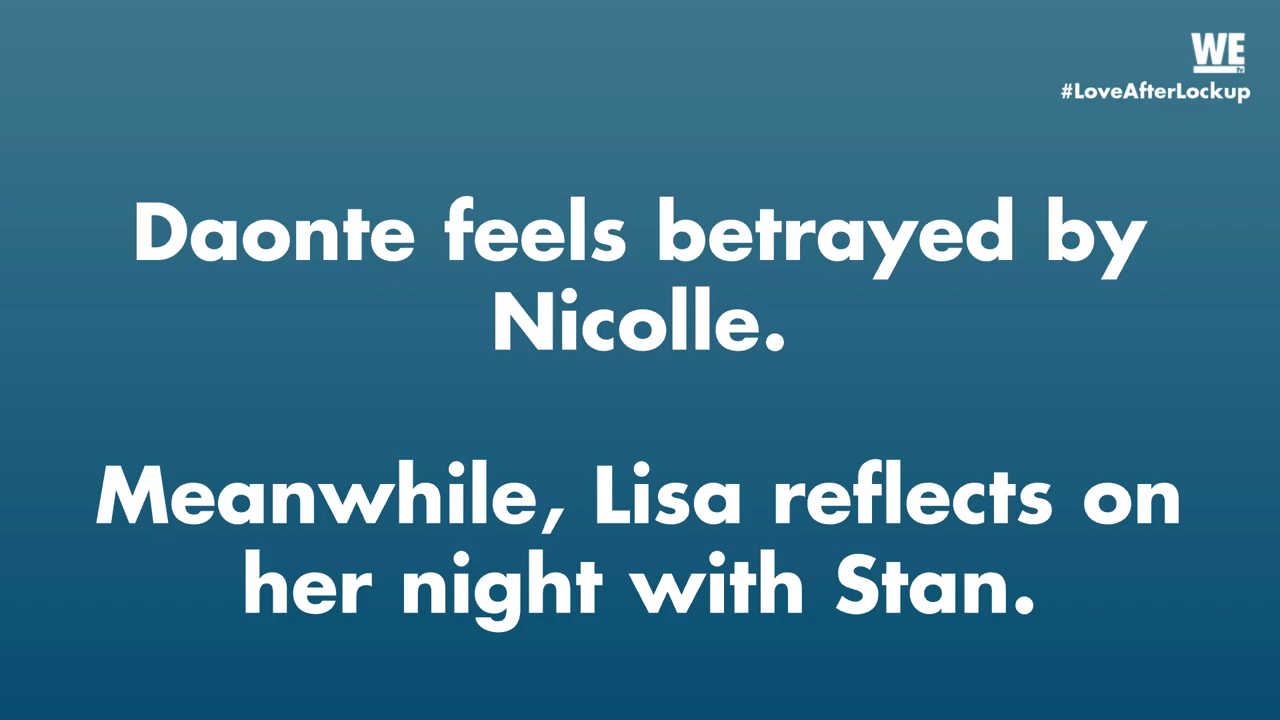 WE
tv
#LoveAfterLockup
Daonte feels betrayed by
Nicolle.
Meanwhile, Lisa reflects on
her night with Stan.